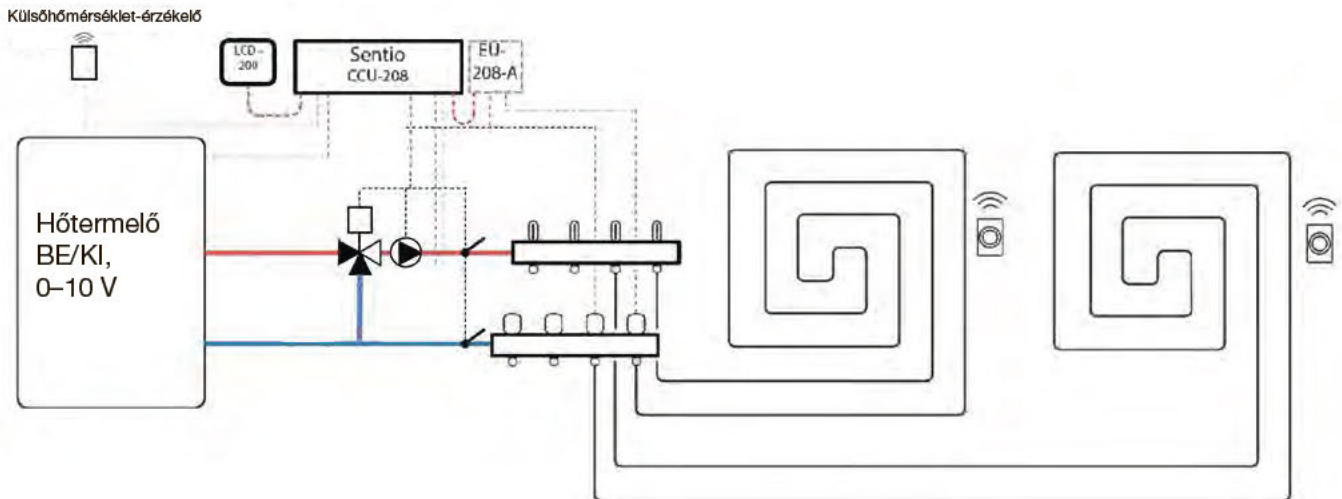 Külsőhőmérséklet-érzékelő
LCD-
200
Sentio
CCU-208
EU-
208-A
Hőtermelő
BE/KI,
0–10 V